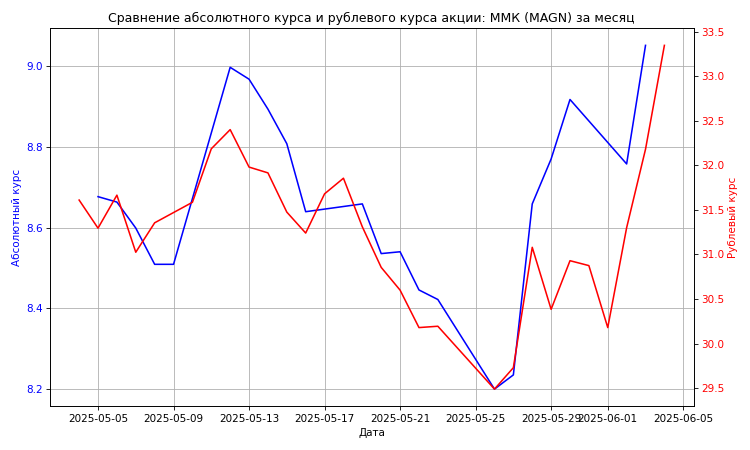 Сравнение абсолютного курса и рублевого курса акции: ММК (MAGN) за месяц
33.5
9.0
33.0
32.5
8.8
32.0
Абсолютный курс
8.6
31.5
Рублевый курс
31.0
8.4
30.5
30.0
8.2
29.5
2025-05-05 2025-05-09 2025-05-13 2025-05-17 2025-05-21 2025-05-25 2025-05-29 2025-06-01 2025-06-05
Дата